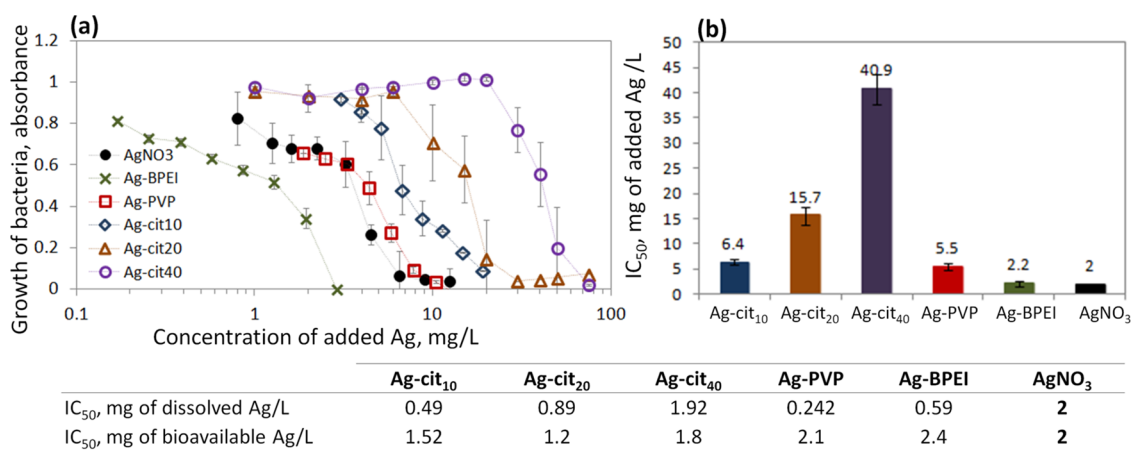 (a)
Growth of bacteria, absorbance
1.2
1
0.8
0.6
0.4
0.2
0
AgNO3
Ag-BPEI
Ag-PVP
Ag-cit10
Ag-cit20
Ag-cit40
0.1 1 10 100
Concentration of added Ag, mg/L
(b)
IC50, mg of added Ag /L
50
45
40
35
30
25
20
15
10
5
0
6.4 15.7 40.9 5.5 2.2 2
Ag-cit10 Ag-cit20 Ag-cit40 Ag-PVP Ag-BPEI AgNO3
Ag-cit10 Ag-cit20 Ag-cit40 Ag-PVP Ag-BPEI AgNO3
IC50, mg of dissolved Ag/L 0.49 0.89 1.92 0.242 0.59 2
IC50, mg of bioavailable Ag/L 1.52 1.2 1.8 2.1 2.4 2